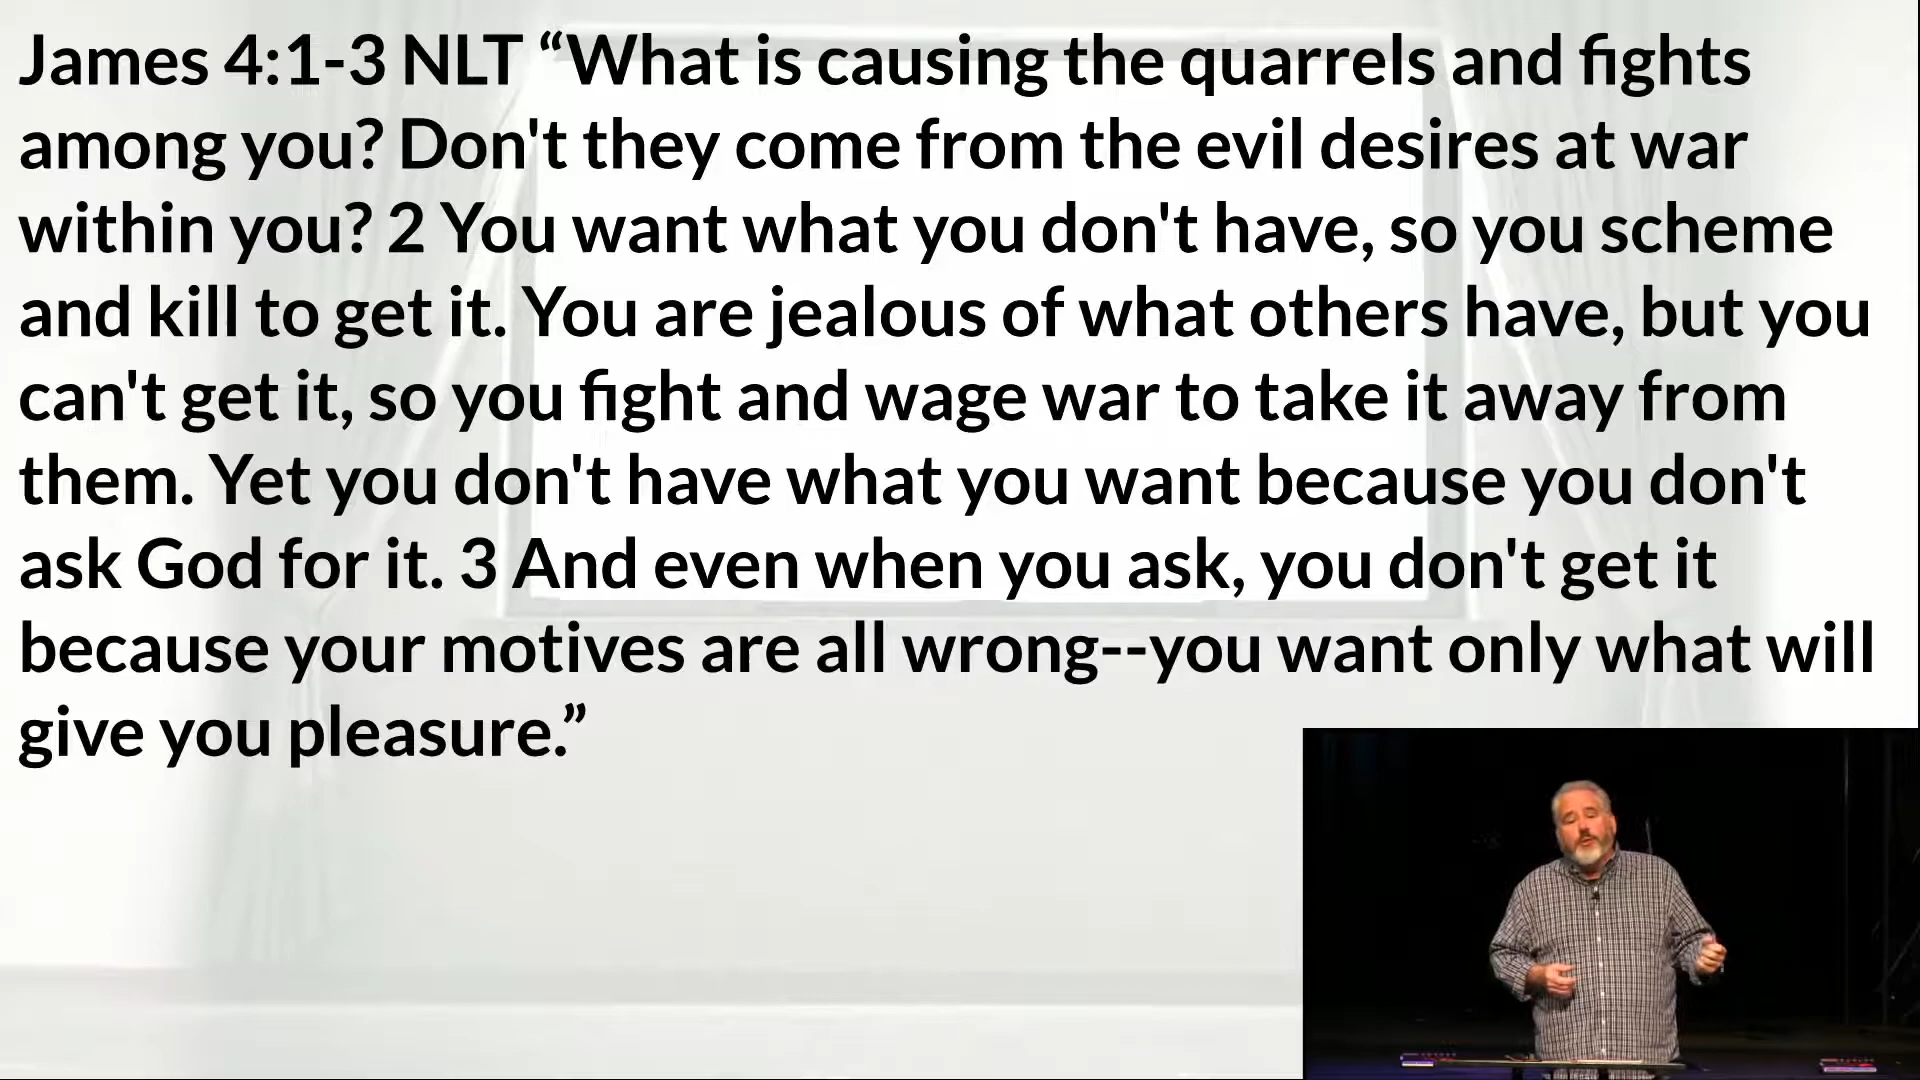 James 4:1-3 NLT “What is causing the quarrels and fights
among you? Don't they come from the evil desires at war
within you? 2 You want what you don't have, so you scheme
and kill to get it. You are jealous of what others have, but you
can't get it, so you fight and wage war to take it away from
them. Yet you don't have what you want because you don't
ask God for it. 3 And even when you ask, you don't get it
because your motives are all wrong--you want only what will
give you pleasure.”